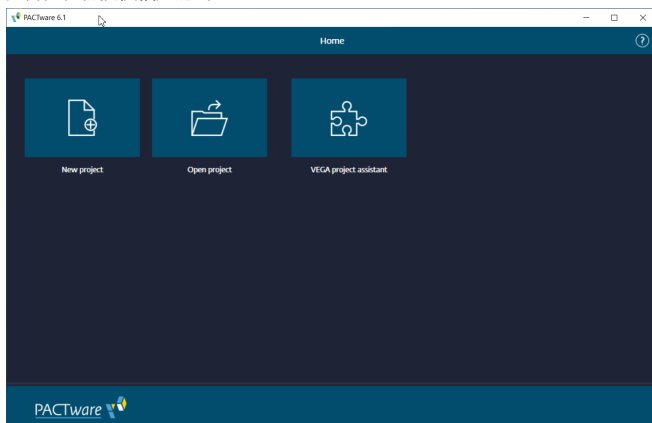 PACTware 6.1
Home
?
New project
Open project
VEGA project assistant
PACTware